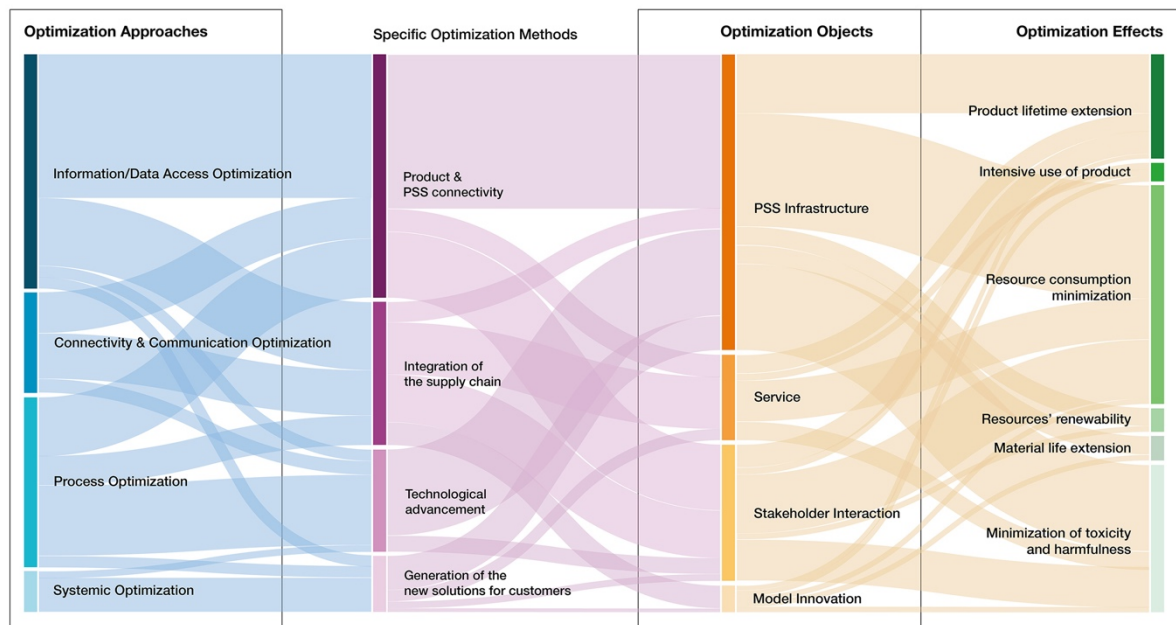 Optimization Approaches
Specific Optimization Methods
Optimization Objects
Optimization Effects
Information/Data Access Optimization
Connectivity & Communication Optimization
Process Optimization
Systemic Optimization
Product &
PSS connectivity
Integration of
the supply chain
Technological
advancement
Generation of the
new solutions for customers
PSS Infrastructure
Service
Stakeholder Interaction
Model Innovation
Product lifetime extension
Intensive use of product
Resource consumption
minimization
Resources' renewability
Material life extension
Minimization of toxicity
and harmfulness